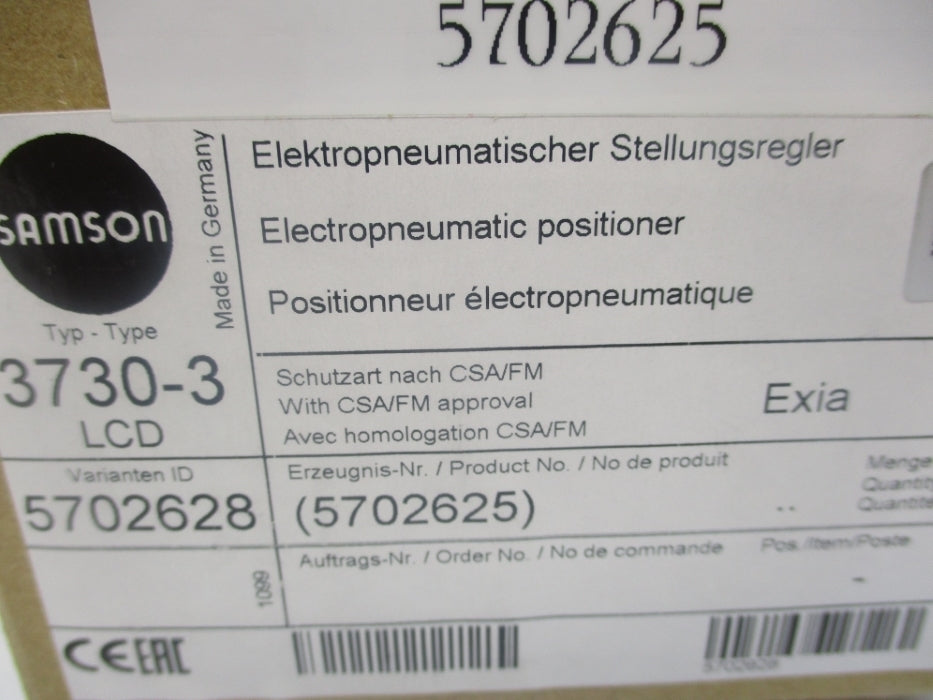 5702625
SAMSON
Made in Germany
Elektropneumatischer Stellungsregler
Electropneumatic positioner
Positionneur électropneumatique
Typ - Type
3730-3
LCD
Schutzart nach CSA/FM
With CSA/FM approval
Avec homologation CSA/FM
Exia
Varianten ID
5702628
Erzeugnis-Nr. / Product No. / No de produit
(5702625)
..
Menge
Quantity
Quantité
Auftrags-Nr. / Order No. / No de commande
Pos./Item/Poste
-
1099
CE EAC